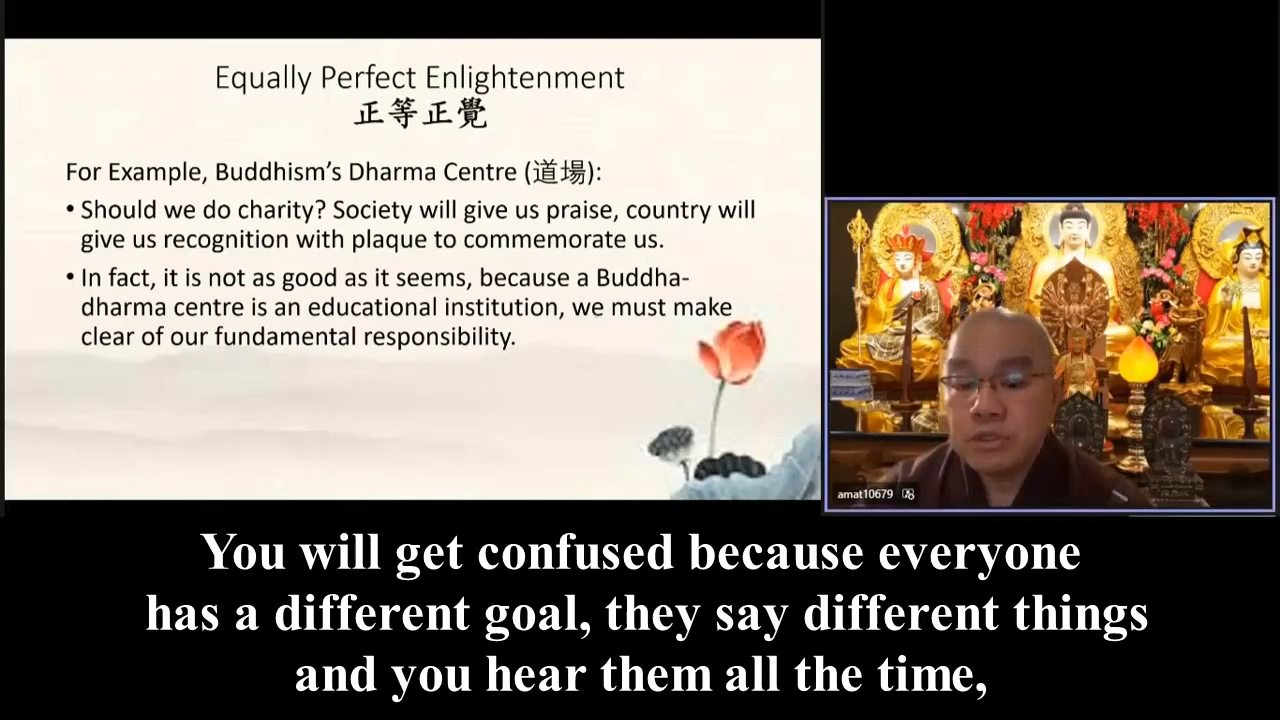 Equally Perfect Enlightenment
正等正覺
For Example, Buddhism’s Dharma Centre (道場):
• Should we do charity? Society will give us praise, country will
give us recognition with plaque to commemorate us.
• In fact, it is not as good as it seems, because a Buddha-
dharma centre is an educational institution, we must make
clear of our fundamental responsibility.
amat10679
You will get confused because everyone
has a different goal, they say different things
and you hear them all the time,